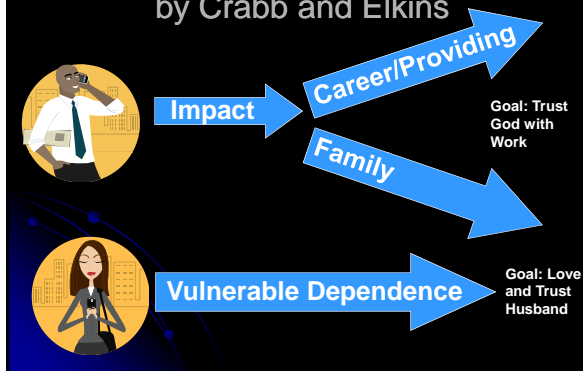 by Crabb and Elkins
Career/Providing
Impact
Goal: Trust
God with
Work
Family
Vulnerable Dependence
Goal: Love
and Trust
Husband